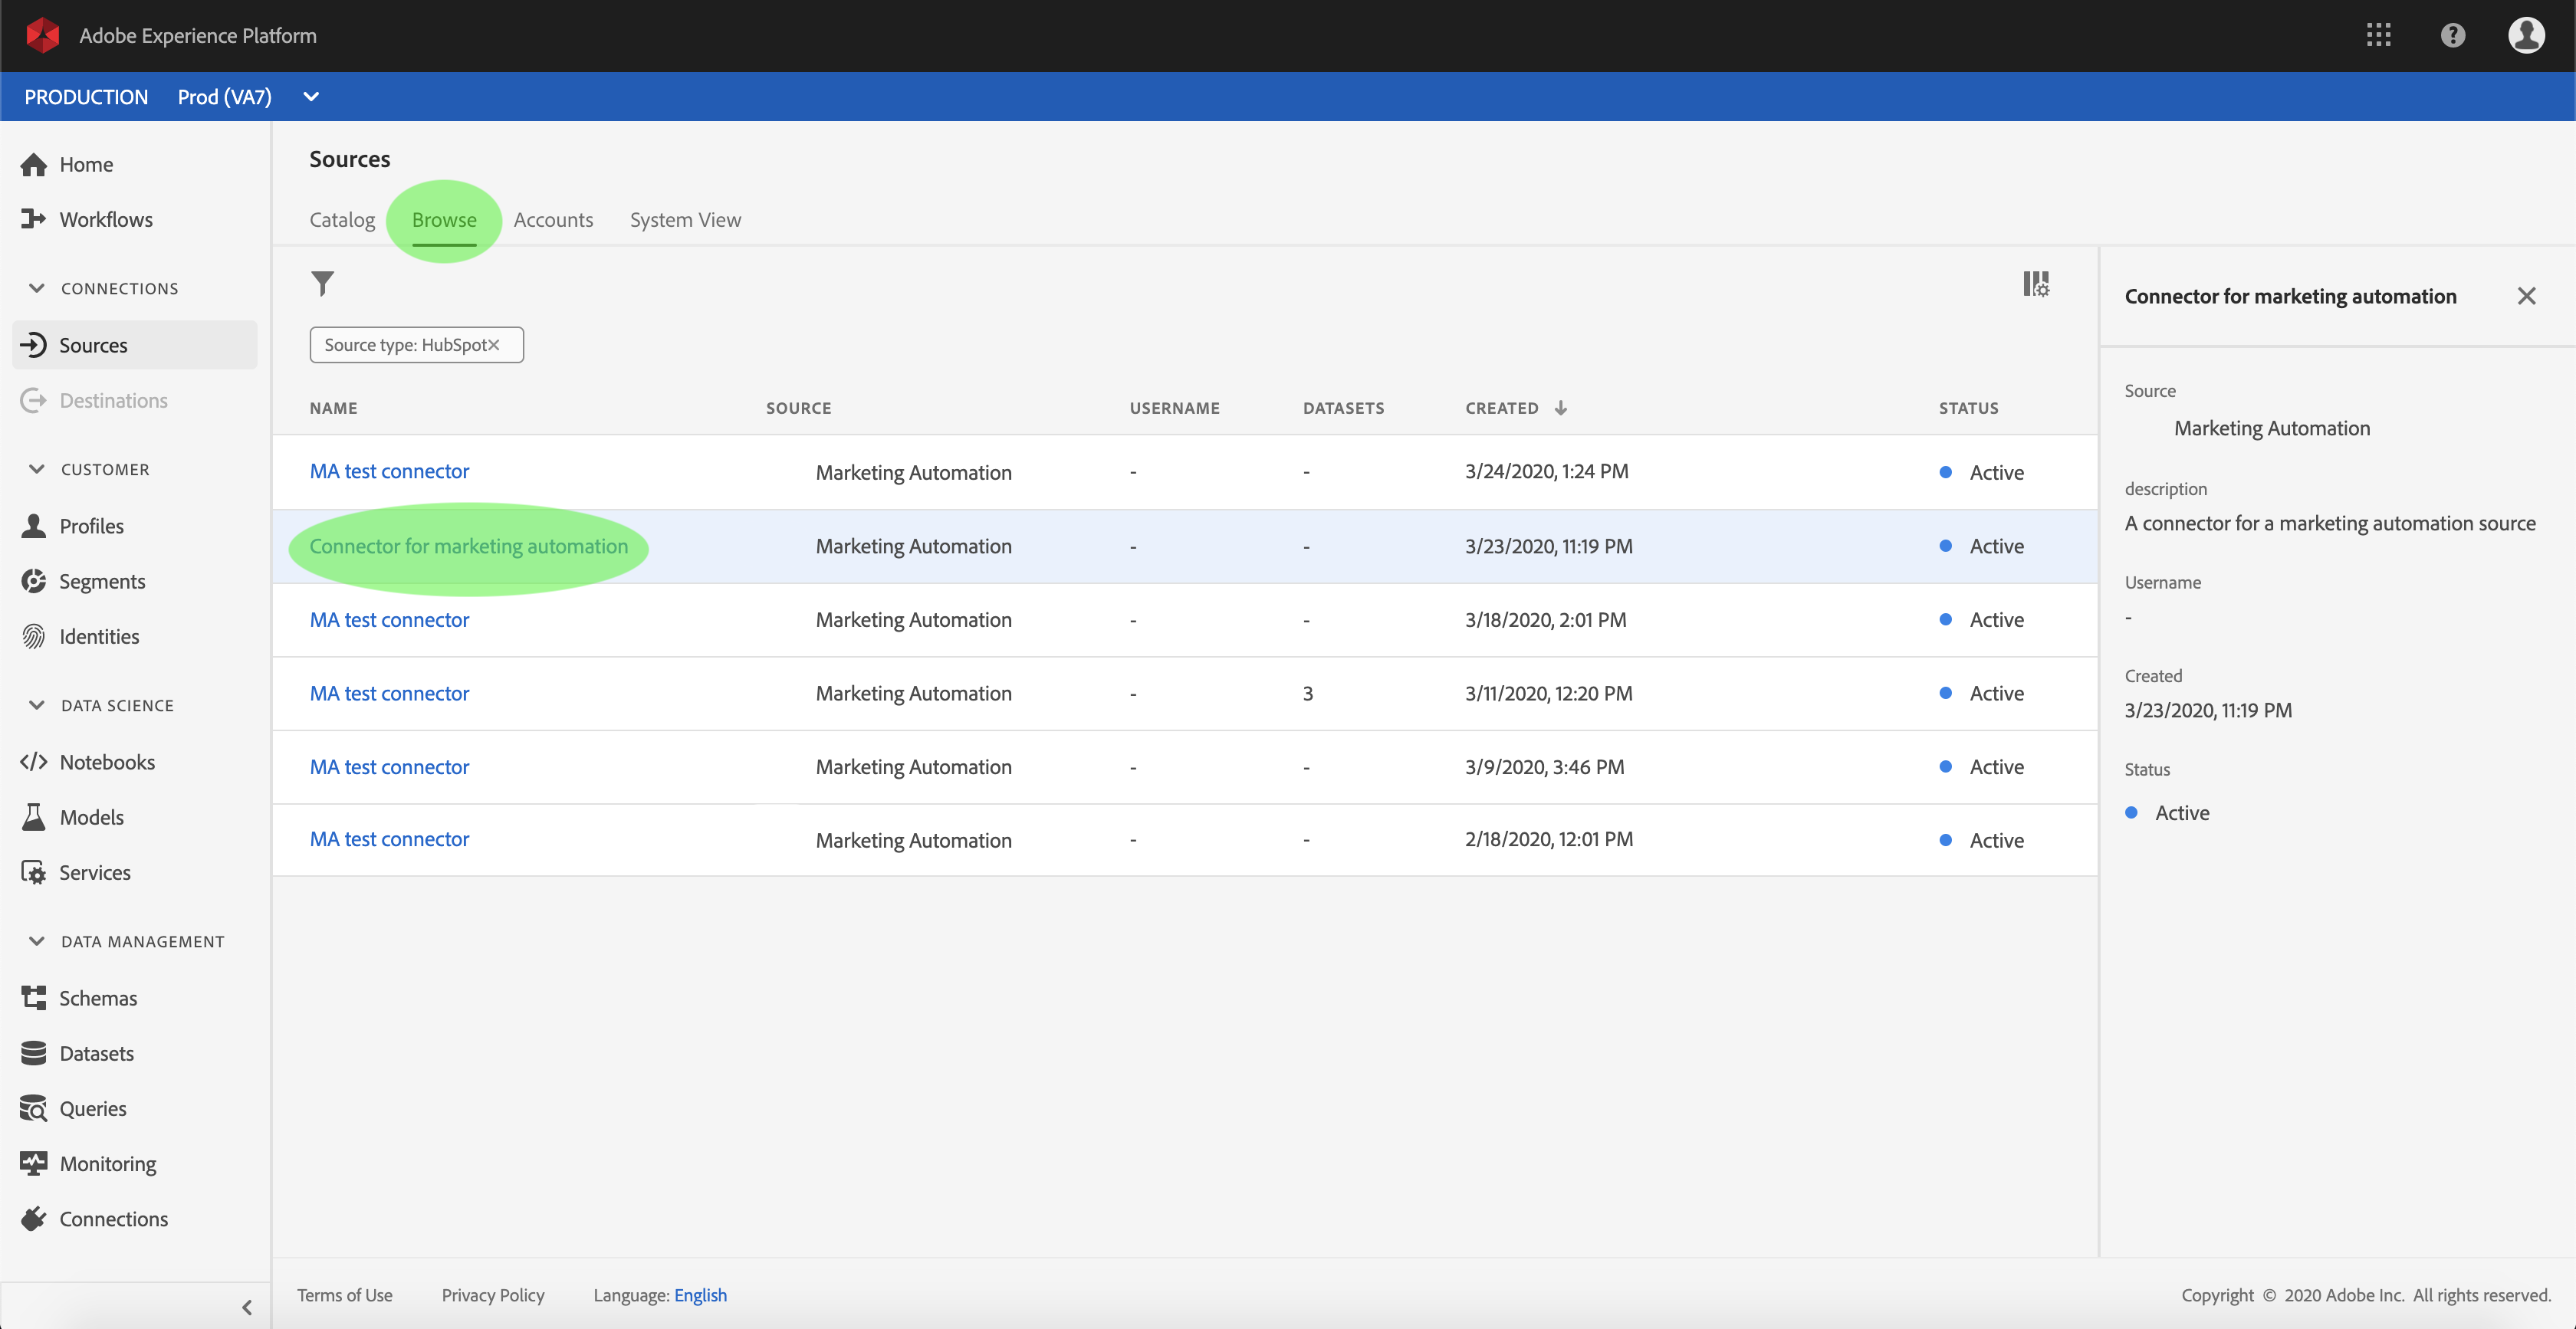 Adobe Experience Platform
PRODUCTION Prod (VA7)
Home
Workflows
CONNECTIONS
Sources
Destinations
CUSTOMER
Profiles
Segments
Identities
DATA SCIENCE
Notebooks
Models
Services
DATA MANAGEMENT
Schemas
Datasets
Queries
Monitoring
Connections
Sources
Catalog Browse Accounts System View
Source type: HubSpot
NAME SOURCE USERNAME DATASETS CREATED STATUS
MA test connector Marketing Automation - - 3/24/2020, 1:24 PM Active
Connector for marketing automation Marketing Automation - - 3/23/2020, 11:19 PM Active
MA test connector Marketing Automation - - 3/18/2020, 2:01 PM Active
MA test connector Marketing Automation - 3 3/11/2020, 12:20 PM Active
MA test connector Marketing Automation - - 3/9/2020, 3:46 PM Active
MA test connector Marketing Automation - - 2/18/2020, 12:01 PM Active
Connector for marketing automation
Source
Marketing Automation
description
A connector for a marketing automation source
Username
-
Created
3/23/2020, 11:19 PM
Status
Active
Terms of Use Privacy Policy Language: English
Copyright © 2020 Adobe Inc. All rights reserved.